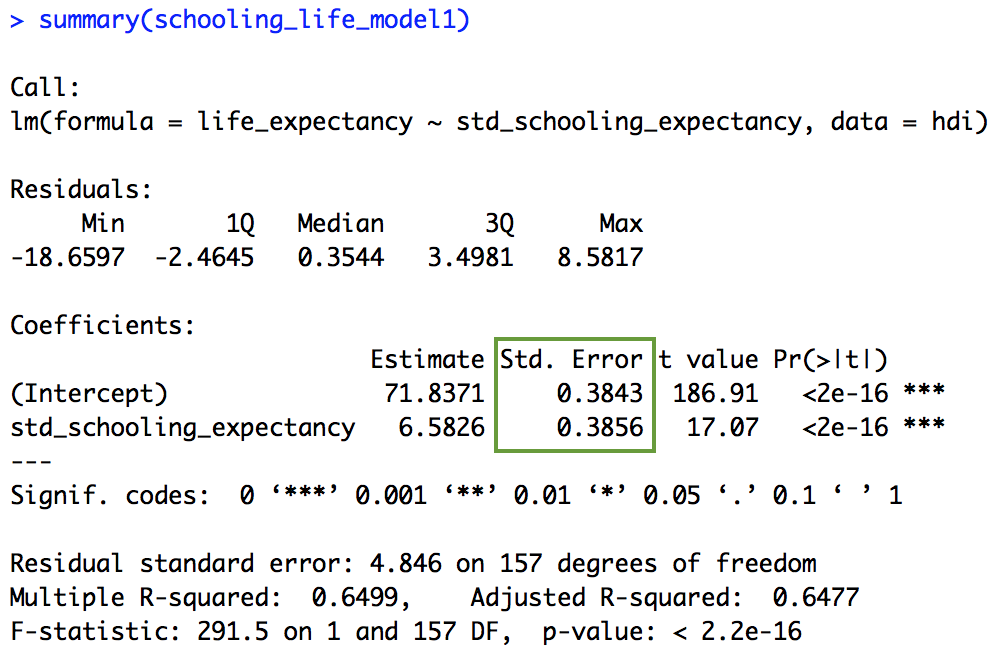 > summary(schooling_life_model1)
Call:
lm(formula = life_expectancy ~ std_schooling_expectancy, data = hdi)
Residuals:
Min 1Q Median 3Q Max
-18.6597 -2.4645 0.3544 3.4981 8.5817
Coefficients:
Estimate Std. Error t value Pr(>|t|)
(Intercept) 71.8371 0.3843 186.91 <2e-16 ***
std_schooling_expectancy 6.5826 0.3856 17.07 <2e-16 ***
---
Signif. codes: 0 ‘***’ 0.001 ‘**’ 0.01 ‘*’ 0.05 ‘.’ 0.1 ‘ ’ 1
Residual standard error: 4.846 on 157 degrees of freedom
Multiple R-squared: 0.6499, Adjusted R-squared: 0.6477
F-statistic: 291.5 on 1 and 157 DF, p-value: < 2.2e-16